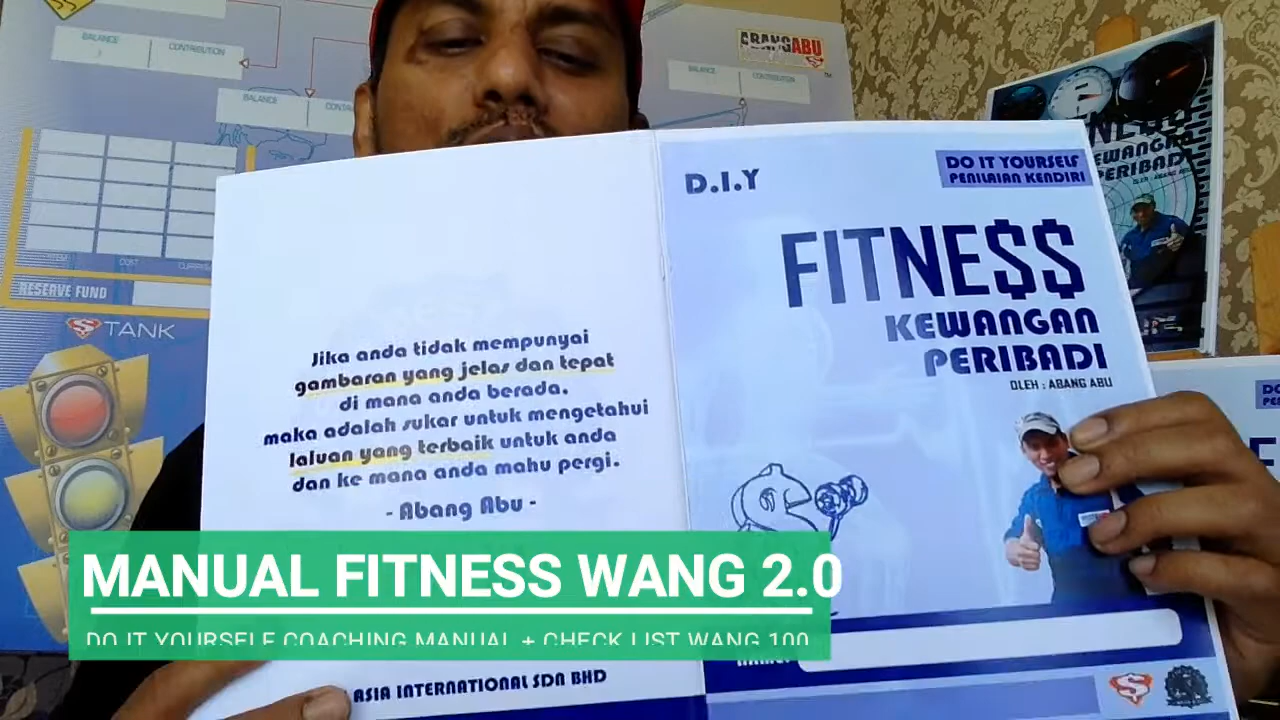 BALANCE
CONTRIBUTION
BALANCE
ABANGABU
BALANCE
CONTRIBUTION
COST
RESERVE FUND
TANK
Jika anda tidak mempunyai
gambaran yang jelas dan tepat
di mana anda berada.
maka adalah sukar untuk mengetahui
laluan yang terbaik untuk anda
dan ke mana anda mahu pergi.
- Abang Abu -
ASIA INTERNATIONAL SDN BHD
D.I.Y
DO IT YOURSELF
PENILAIAN KENDIRI
FITNE$$
KEWANGAN
PERIBADI
OLEH : ABANG ABU
MANUAL FITNESS WANG 2.0
DO IT YOURSELF COACHING MANUAL + CHECK LIST WANG 100